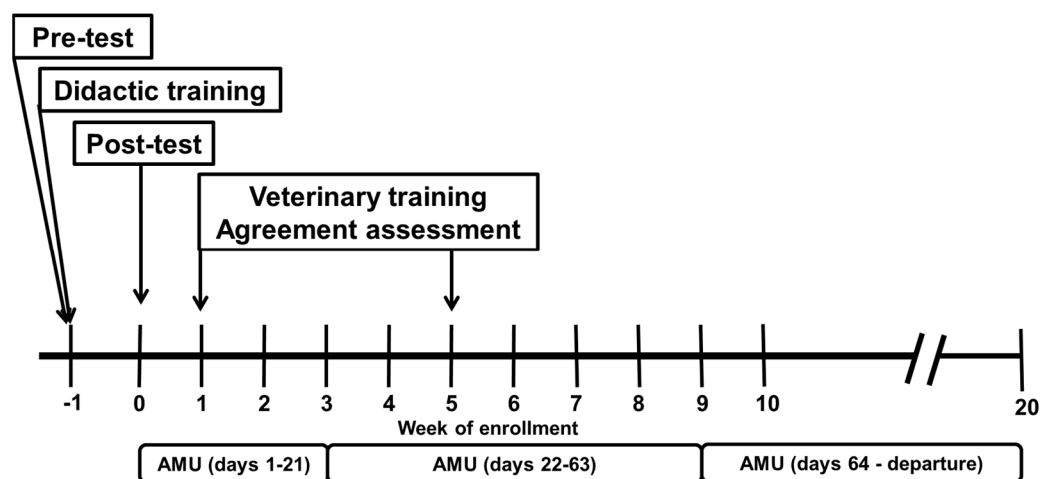 Pre-test
Didactic training
Post-test
Veterinary training
Agreement assessment
-1 0 1 2 3 4 5 6 7 8 9 10 20
Week of enrollment
AMU (days 1-21) AMU (days 22-63) AMU (days 64 - departure)